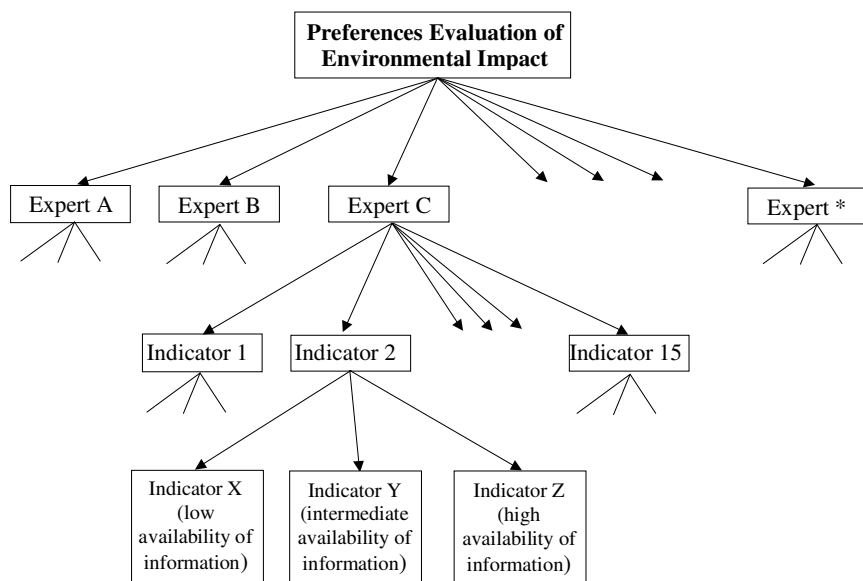 Preferences Evaluation of
Environmental Impact
Expert A
Expert B
Expert C
Expert *
Indicator 1
Indicator 2
Indicator 15
Indicator X
(low
availability of
information)
Indicator Y
(intermediate
availability of
information)
Indicator Z
(high
availability of
information)